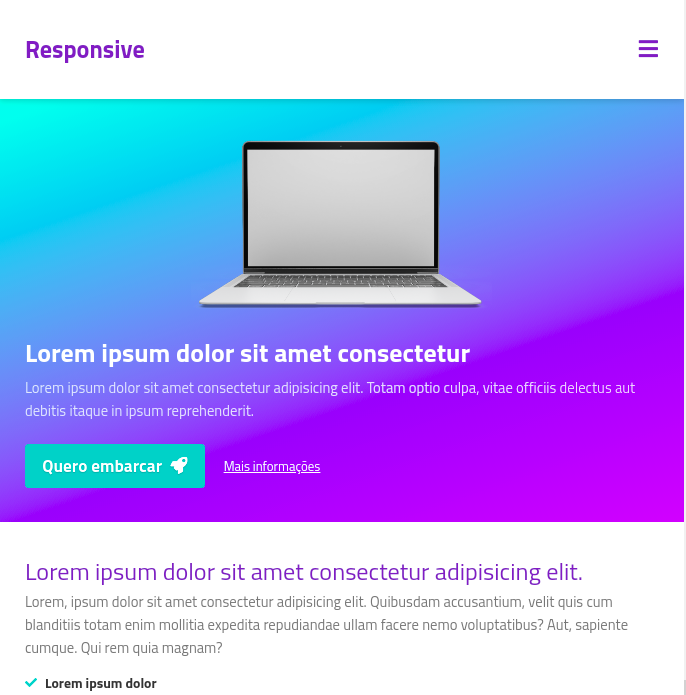 Responsive
Lorem ipsum dolor sit amet consectetur
Lorem ipsum dolor sit amet consectetur adipisicing elit. Totam optio culpa, vitae officiis delectus aut
debitis itaque in ipsum reprehenderit.
Quero embarcar
Mais informações
Lorem ipsum dolor sit amet consectetur adipisicing elit.
Lorem, ipsum dolor sit amet consectetur adipisicing elit. Quibusdam accusantium, velit quis cum
blanditiis totam enim mollitia expedita repudiandae ullam facere nemo voluptatibus? Aut, sapiente
cumque. Qui rem quia magnam?
Lorem ipsum dolor